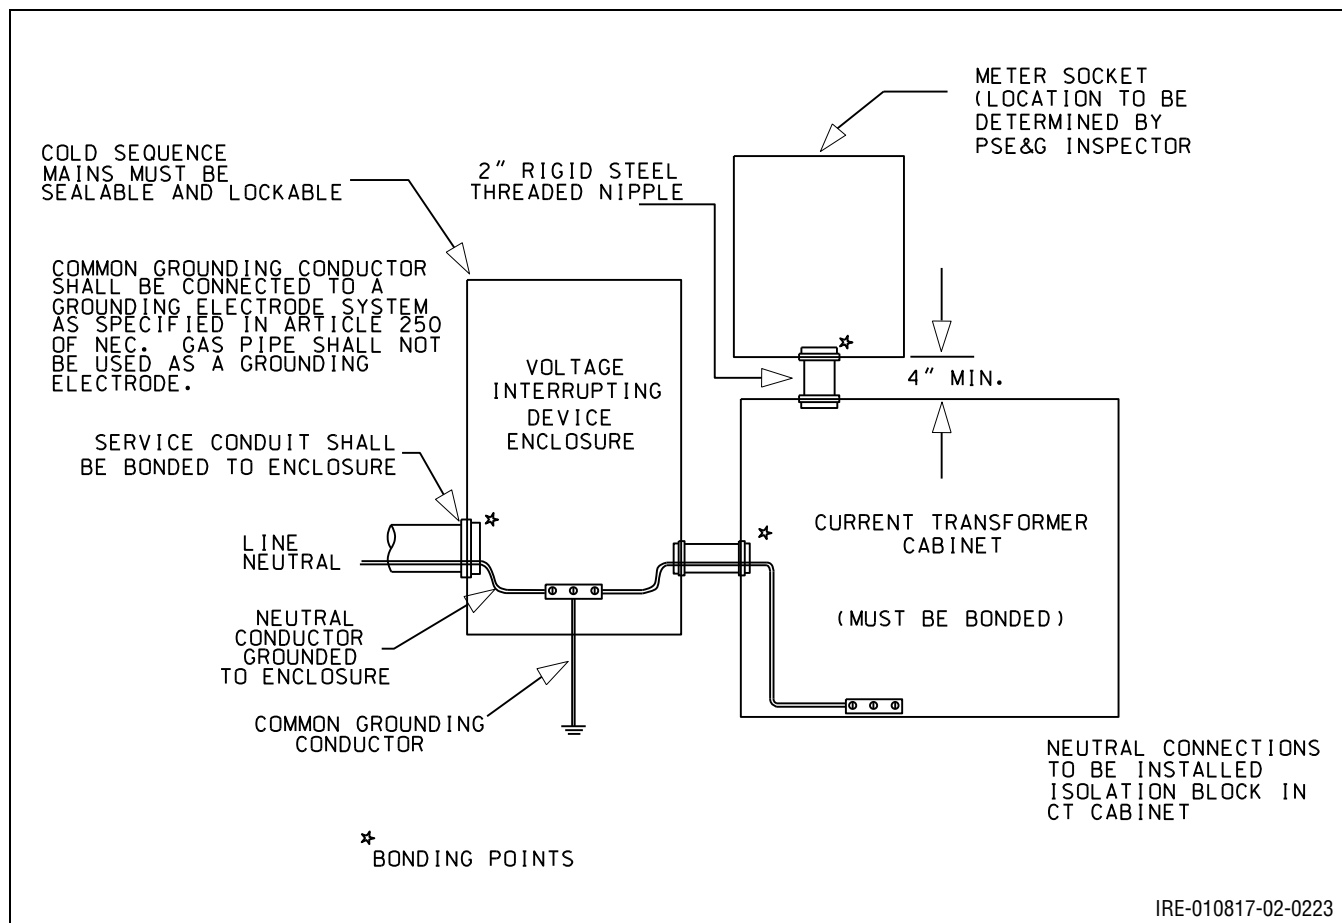 METER SOCKET
(LOCATION TO BE
DETERMINED BY
PSE&G INSPECTOR
COLD SEQUENCE
MAINS MUST BE
SEALABLE AND LOCKABLE
2" RIGID STEEL
THREADED NIPPLE
COMMON GROUNDING CONDUCTOR
SHALL BE CONNECTED TO A
GROUNDING ELECTRODE SYSTEM
AS SPECIFIED IN ARTICLE 250
OF NEC. GAS PIPE SHALL NOT
BE USED AS A GROUNDING
ELECTRODE.
VOLTAGE
INTERRUPTING
DEVICE
ENCLOSURE
4" MIN.
SERVICE CONDUIT SHALL
BE BONDED TO ENCLOSURE
LINE
NEUTRAL
CURRENT TRANSFORMER
CABINET
(MUST BE BONDED)
NEUTRAL
CONDUCTOR
GROUNDED
TO ENCLOSURE
COMMON GROUNDING
CONDUCTOR
NEUTRAL CONNECTIONS
TO BE INSTALLED
ISOLATION BLOCK IN
CT CABINET
BONDING POINTS
IRE-010817-02-0223